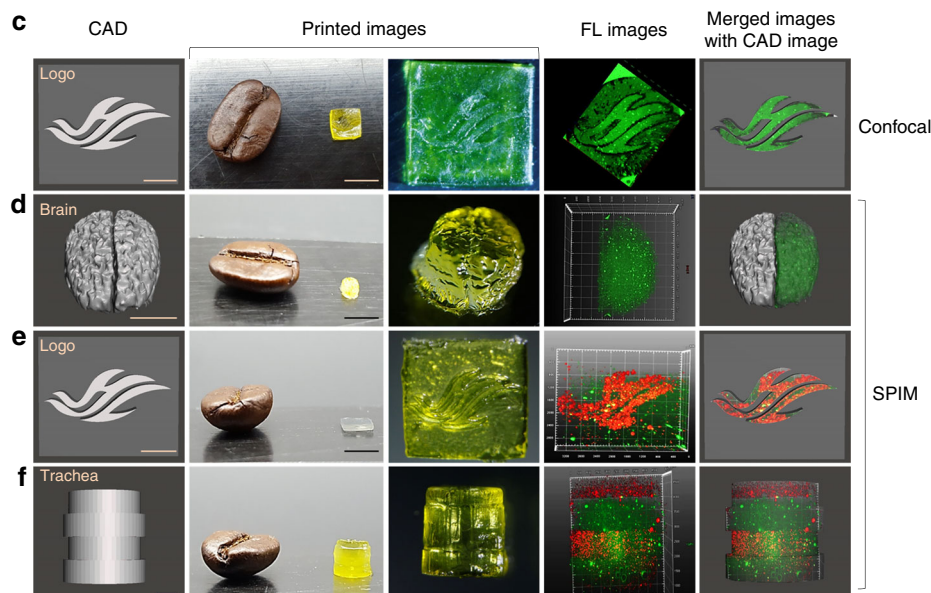 c
CAD
Printed images
FL images
Merged images
with CAD image
Logo
Confocal
d
Brain
e
Logo
SPIM
f
Trachea